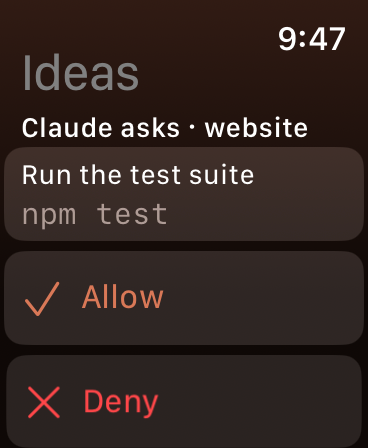 9:47
Ideas
Claude asks · website
Run the test suite
npm test
Allow
Deny